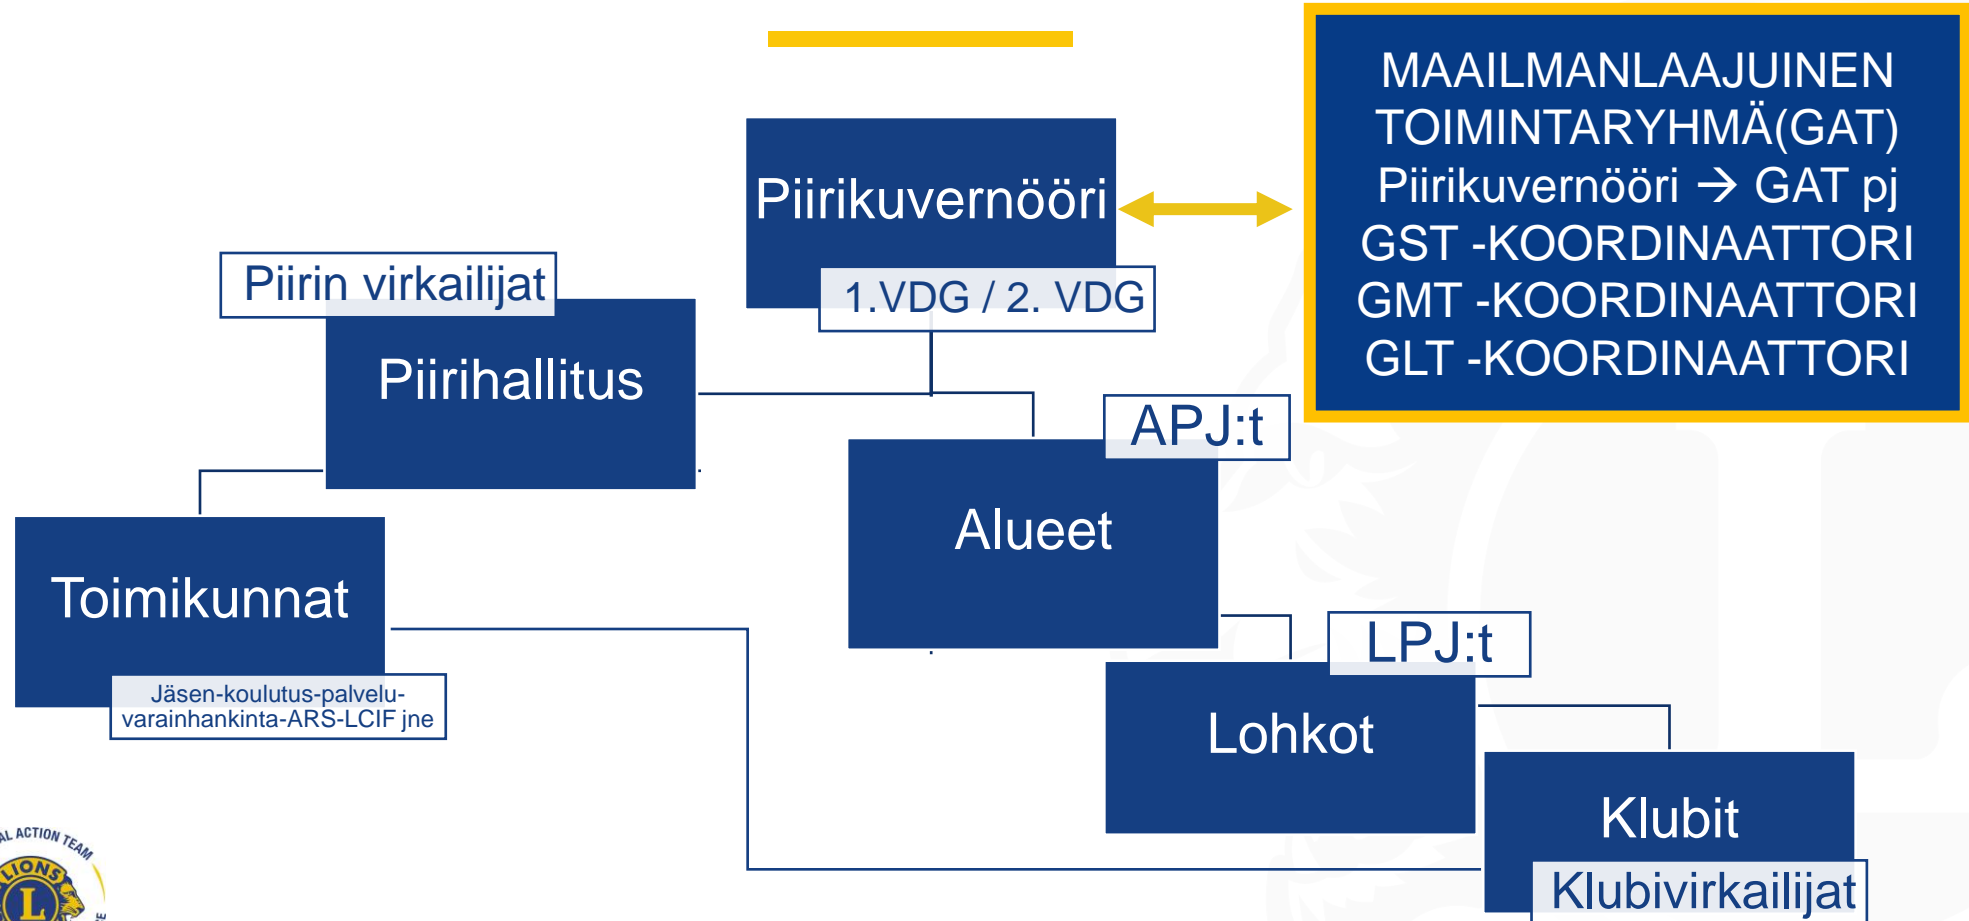 MAAILMANLAAJUINEN
TOIMINTARYHMÄ(GAT)
Piirikuvernööri → GAT pj
GST -KOORDINAATTORI
GMT -KOORDINAATTORI
GLT -KOORDINAATTORI
Piirikuvernööri
1.VDG / 2. VDG
Piirin virkailijat
Piirihallitus
APJ:t
Alueet
Toimikunnat
Jäsen-koulutus-palvelu-
varainhankinta-ARS-LCIF jne
LPJ:t
Lohkot
Klubit
Klubivirkailijat
ACTION TEAM
LIONS
L